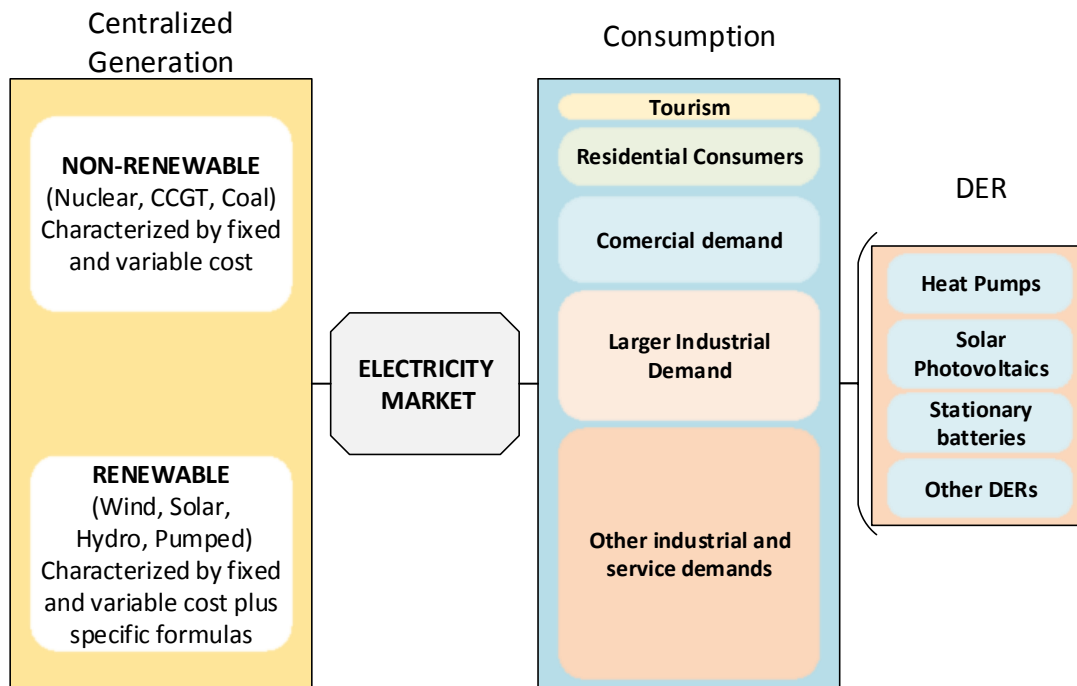 Centralized
Generation
NON-RENEWABLE
(Nuclear, CCGT, Coal)
Characterized by fixed
and variable cost
RENEWABLE
(Wind, Solar,
Hydro, Pumped)
Characterized by fixed
and variable cost plus
specific formulas
ELECTRICITY
MARKET
Consumption
Tourism
Residential Consumers
Comercial demand
Larger Industrial
Demand
Other industrial and
service demands
DER
Heat Pumps
Solar
Photovoltaics
Stationary
batteries
Other DERs